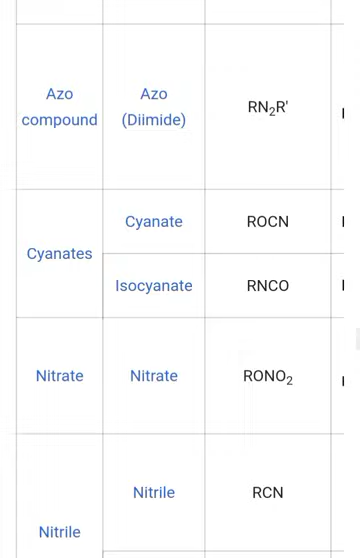 Azo
compound
Azo
(Diimide)
RN₂R'
Cyanates
Cyanate
ROCN
Isocyanate
RNCO
Nitrate
Nitrate
RONO₂
Nitrile
Nitrile
RCN